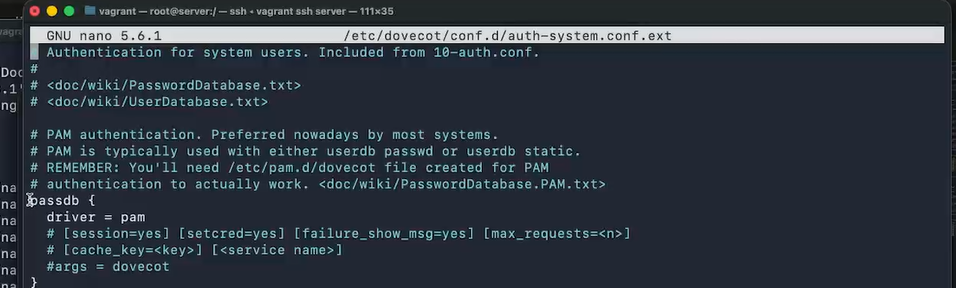 vagrant — root@server:/ — ssh • vagrant ssh server — 111×35
GNU nano 5.6.1 /etc/dovecot/conf.d/auth-system.conf.ext
Authentication for system users. Included from 10-auth.conf.
#
# <doc/wiki/PasswordDatabase.txt>
# <doc/wiki/UserDatabase.txt>
# PAM authentication. Preferred nowadays by most systems.
# PAM is typically used with either userdb passwd or userdb static.
# REMEMBER: You'll need /etc/pam.d/dovecot file created for PAM
# authentication to actually work. <doc/wiki/PasswordDatabase.PAM.txt>
passdb {
driver = pam
# [session=yes] [setcred=yes] [failure_show_msg=yes] [max_requests=<n>]
# [cache_key=<key>] [<service name>]
#args = dovecot
}